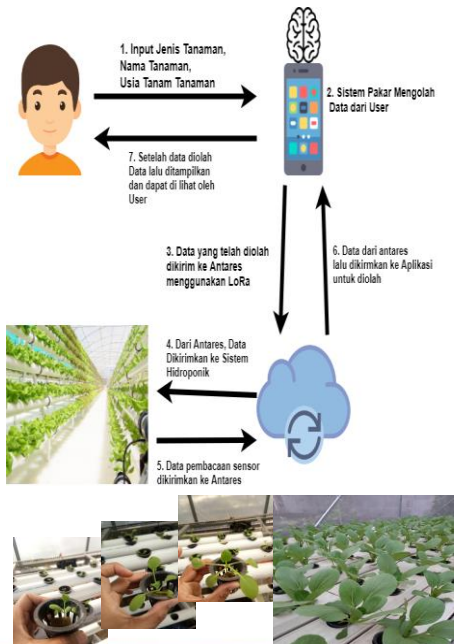 1. Input Jenis Tanaman,
Nama Tanaman,
Usia Tanam Tanaman
2. Sistem Pakar Mengolah
Data dari User
7. Setelah data diolah
Data lalu ditampilkan
dan dapat di lihat oleh
User
3. Data yang telah diolah
dikirim ke Antares
menggunakan LoRa
6. Data dari antares
lalu dikirmkan ke Aplikasi
untuk diolah
4. Dari Antares, Data
Dikirimkan ke Sistem
Hidroponik
5. Data pembacaan sensor
dikirimkan ke Antares